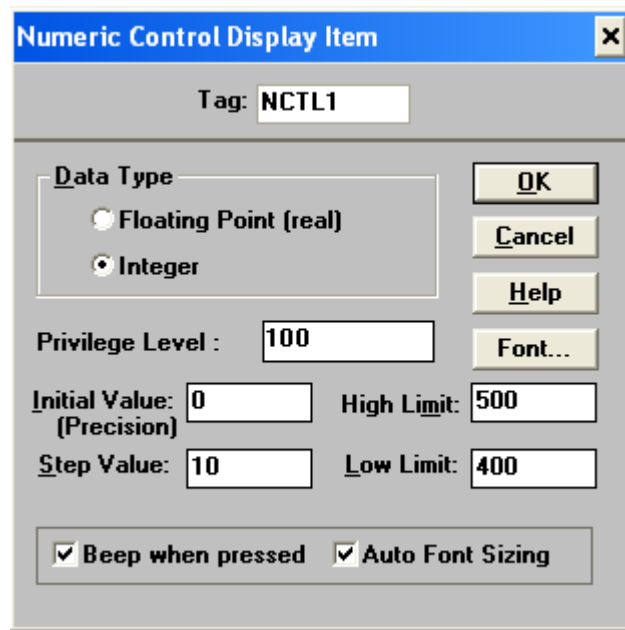 Numeric Control Display Item
Tag: NCTL1
Data Type
Floating Point (real)
Integer
OK
Cancel
Help
Font...
Privilege Level : 100
Initial Value: 0
(Precision)
High Limit: 500
Step Value: 10
Low Limit: 400
Beep when pressed
Auto Font Sizing